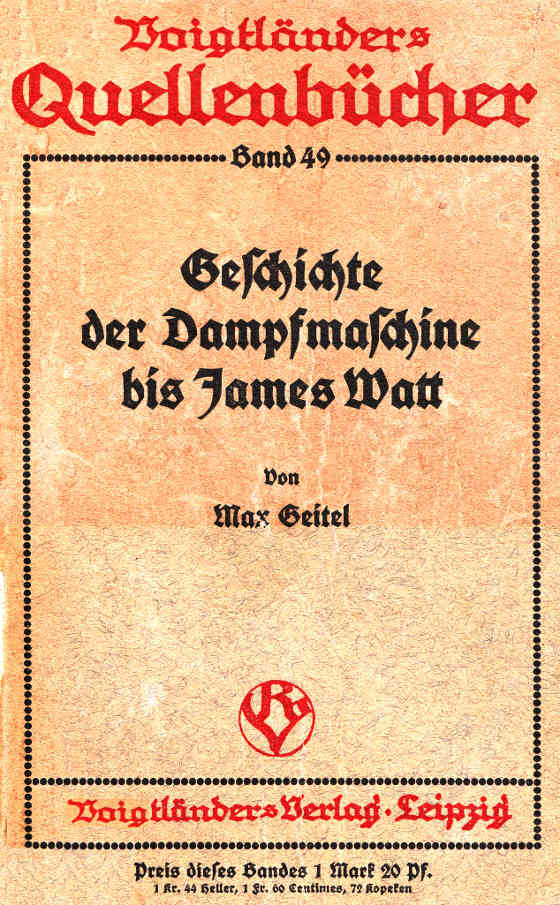 Voigtländers
Quellenbücher
Band 49
Geſchichte
der Dampfmaſchine
bis James Watt
Von
Max Geitel
RV
Voigtländers Verlag · Leipzig
Preis dieſes Bandes 1 Mark 20 Pf.
1 Kr. 44 Heller, 1 Fr. 60 Centimes, 72 Kopeken